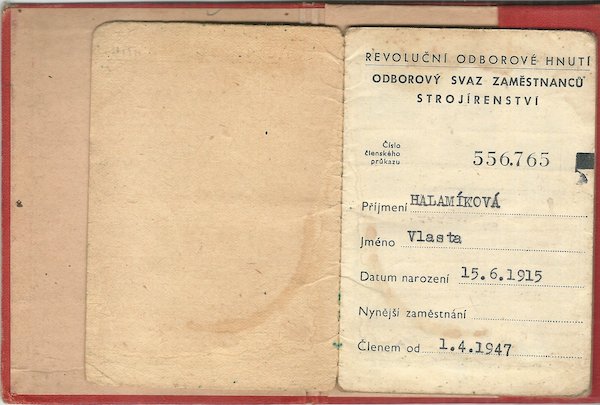 REVOLUČNÍ ODBOROVÉ HNUTÍ
ODBOROVÝ SVAZ ZAMĚSTNANCŮ
STROJÍRENSTVÍ
Číslo
členského
průkazu
556.765
Příjmení HALAMÍKOVÁ
Jméno Vlasta
Datum narození 15.6.1915
Nynější zaměstnání
Členem od 1.4.1947